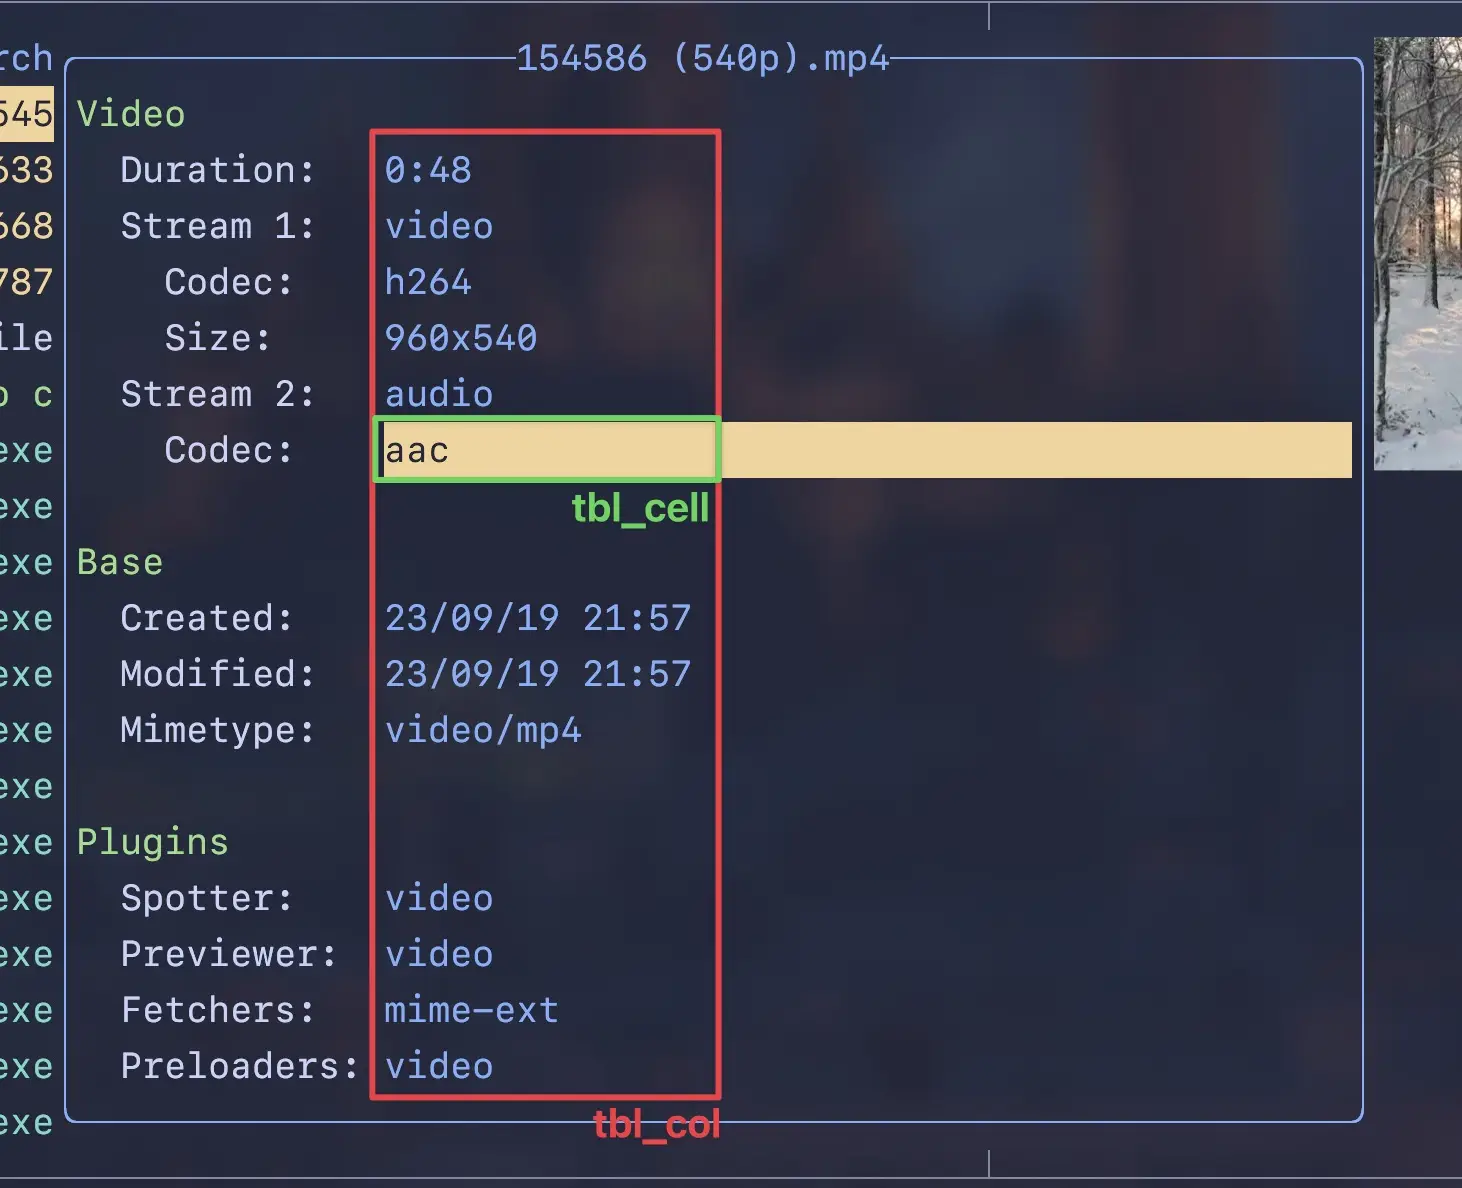 rch
154586 (540p).mp4
545
Video
633
Duration: 0:48
668
Stream 1: video
787
Codec: h264
ile
Size: 960x540
c
Stream 2: audio
exe
Codec: aac
exe
tbl_cell
exe
Base
exe
Created: 23/09/19 21:57
exe
Modified: 23/09/19 21:57
exe
Mimetype: video/mp4
exe
exe
Plugins
exe
Spotter: video
exe
Previewer: video
exe
Fetchers: mime-ext
exe
Preloaders: video
exe
tbl_col